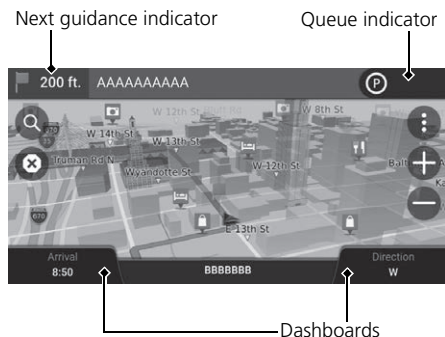 Next guidance indicator
Queue indicator
200 ft.
AAAAAAAAAA
P
W 12th St
W 8th St
W 14th St
W 13th St
Truman Rd N
Wyandotte St
W 12th St
670
E 13th St
Arrival
8:50
BBBBBBB
Direction
W
Dashboards